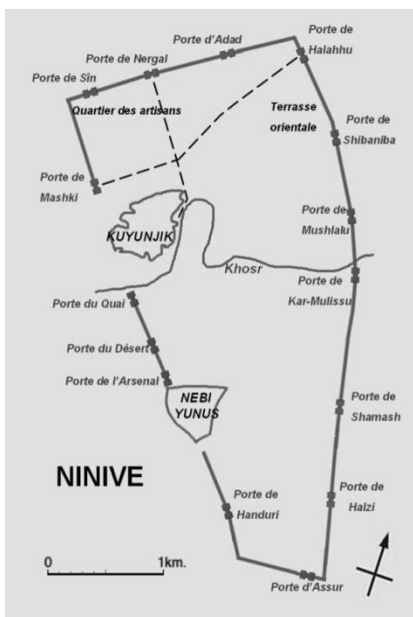 Porte de
Halahhu
Porte d'Adad
Porte de Nergal
Porte de Sîn
Quartier des artisans
Terrasse
orientale
Porte de
Shibaniba
Porte de
Mashki
Porte de
Mushlalu
KUYUNJIK
Khosr
Porte de
Kar-Mulissu
Porte du Quai
Porte du Désert
Porte de l'Arsenal
NEBI
YUNUS
Porte de
Shamash
NINIVE
Porte de
Handuri
Porte de
Halzi
0
1km.
Porte d'Assur